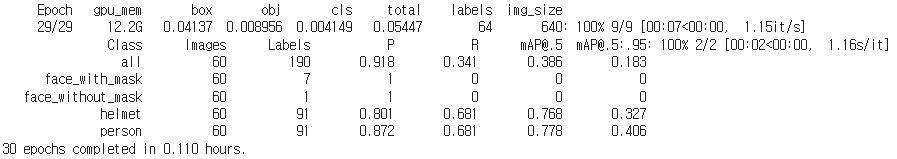 Epoch gpu_mem box obj cls total labels img_size
29/29 12.2G 0.04137 0.008956 0.004149 0.05447 64 640: 100% 9/9 [00:07<00:00, 1.15it/s]
Class Images Labels P R mAP@.5 mAP@.5:.95: 100% 2/2 [00:02<00:00, 1.16s/it]
all 60 190 0.918 0.341 0.386 0.183
face_with_mask 60 7 1 0 0 0
face_without_mask 60 1 1 0 0 0
helmet 60 91 0.801 0.681 0.768 0.327
person 60 91 0.872 0.681 0.778 0.406
30 epochs completed in 0.110 hours.